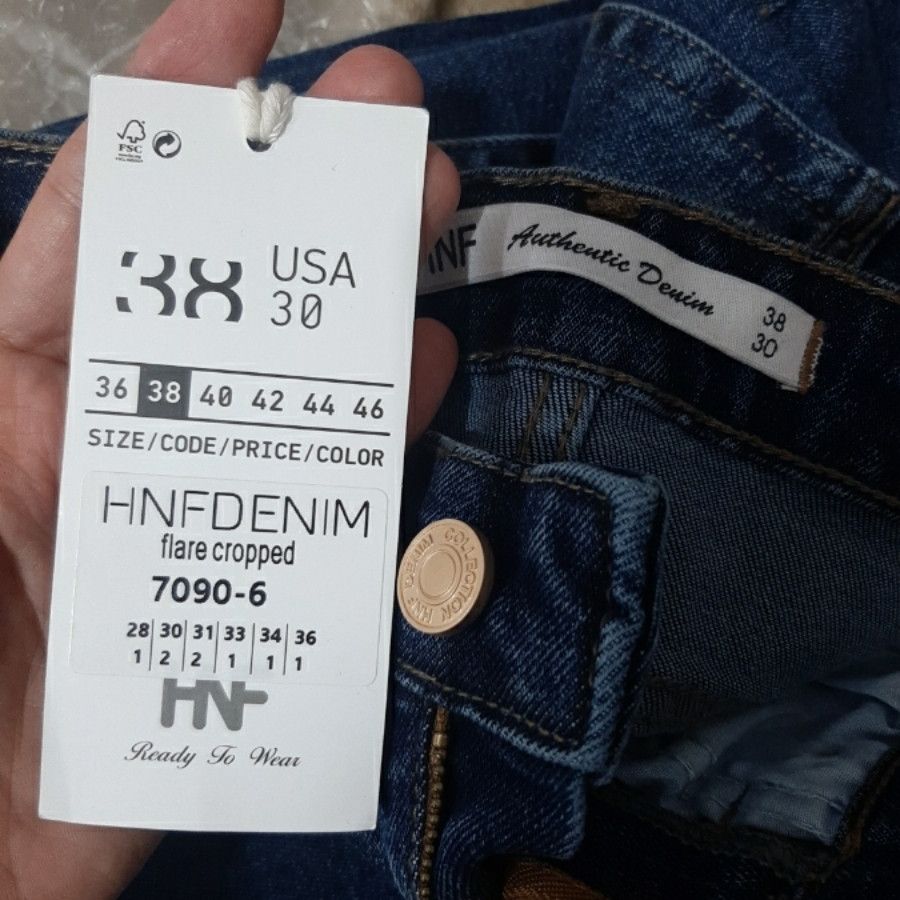 FSC
38
USA
30
36 38 40 42 44 46
SIZE/CODE/PRICE/COLOR
HNFDENIM
flare cropped
7090-6
28 30 31 33 34 36
1 2 2 1 1 1
HNF
Ready To Wear
HNF
Authentic Denim
38
30
DENIM COLLECTION HNF